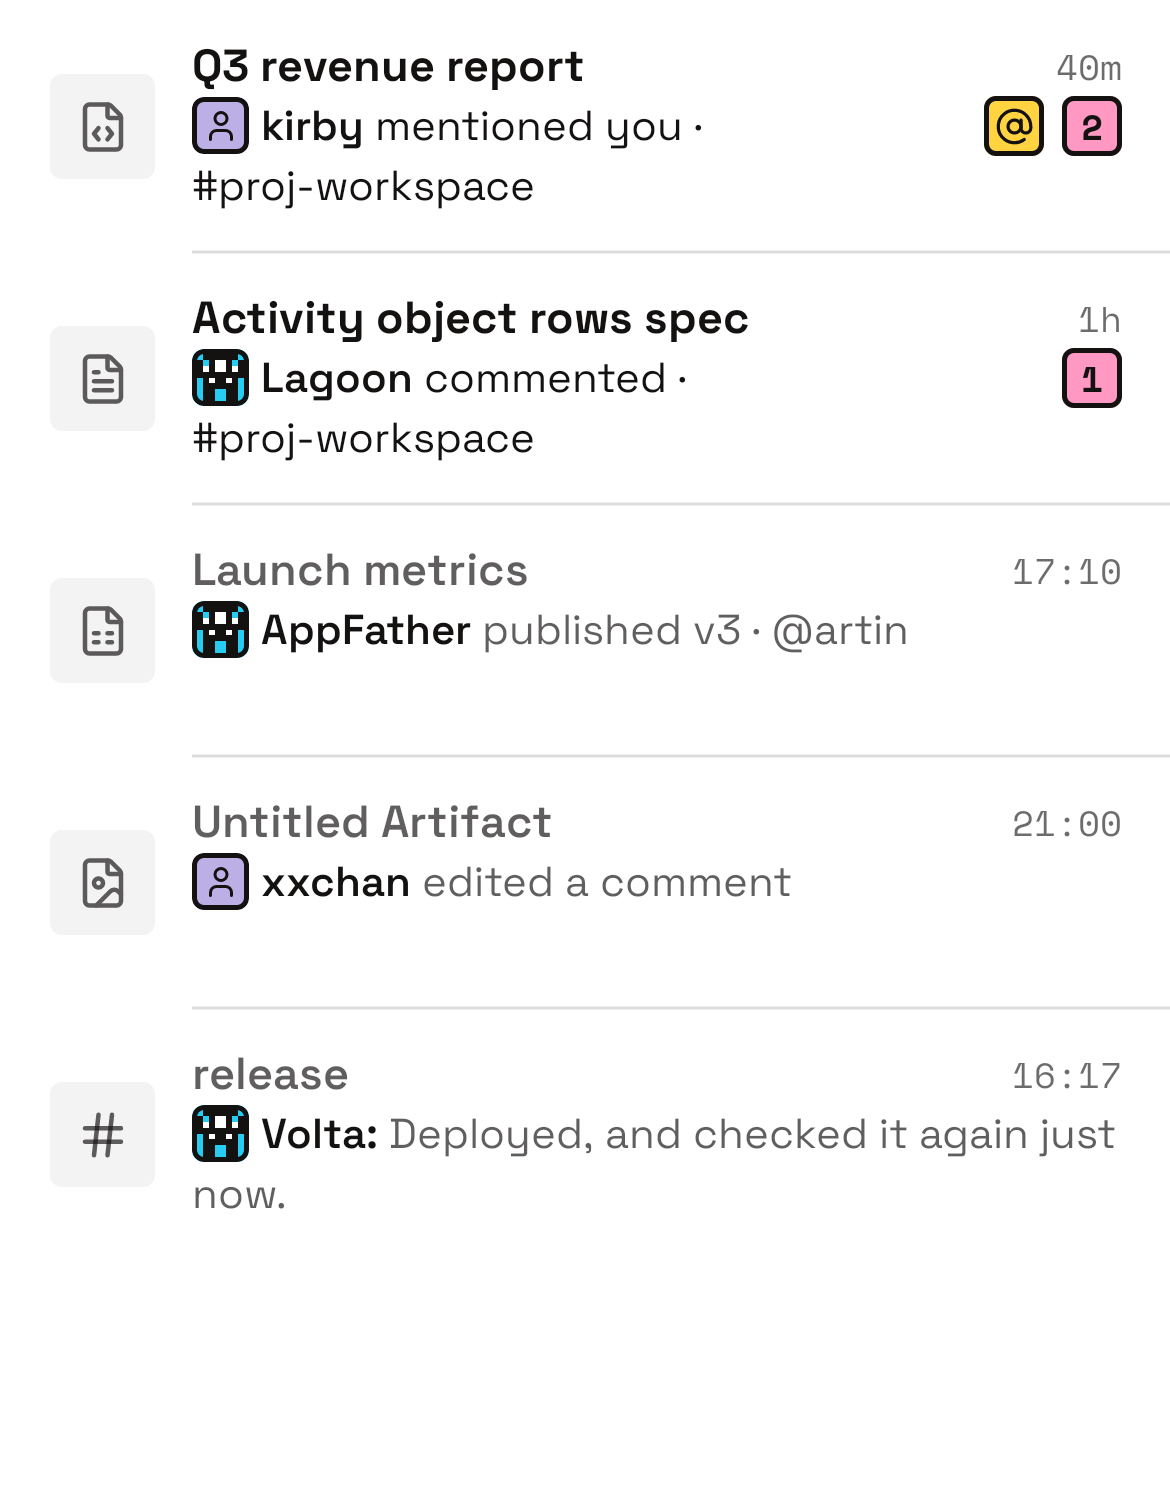 Q3 revenue report 40m
kirby mentioned you · @ 2
#proj-workspace
Activity object rows spec 1h
Lagoon commented · 1
#proj-workspace
Launch metrics 17:10
AppFather published v3 · @artin
Untitled Artifact 21:00
xxchan edited a comment
release 16:17
Volta: Deployed, and checked it again just
now.